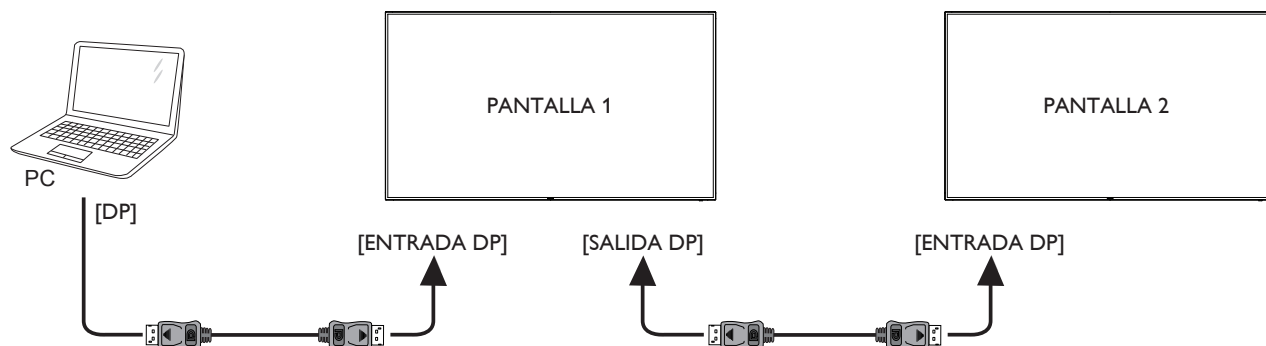 PANTALLA 1
PANTALLA 2
PC
[DP]
[ENTRADA DP]
[SALIDA DP]
[ENTRADA DP]